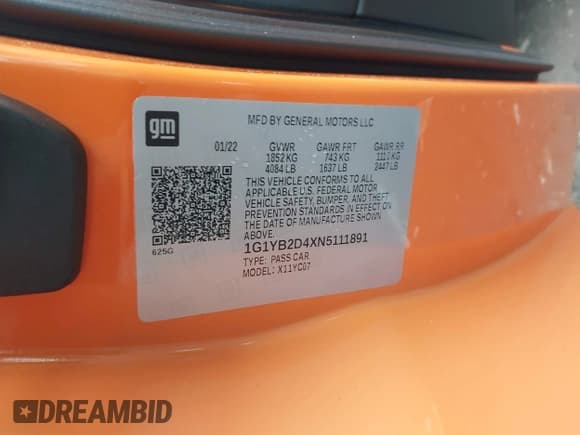 gm
MFD BY GENERAL MOTORS LLC
01/22 GVWR GAWR FRT GAWR RR
1852 KG 743 KG 1110 KG
4084 LB 1637 LB 2447 LB
THIS VEHICLE CONFORMS TO ALL
APPLICABLE U.S. FEDERAL MOTOR
VEHICLE SAFETY, BUMPER, AND THEFT
PREVENTION STANDARDS IN EFFECT ON
THE DATE OF MANUFACTURE SHOWN
ABOVE.
625G
1G1YB2D4XN5111891
TYPE: PASS CAR
MODEL: X11YC07
DREAMBID